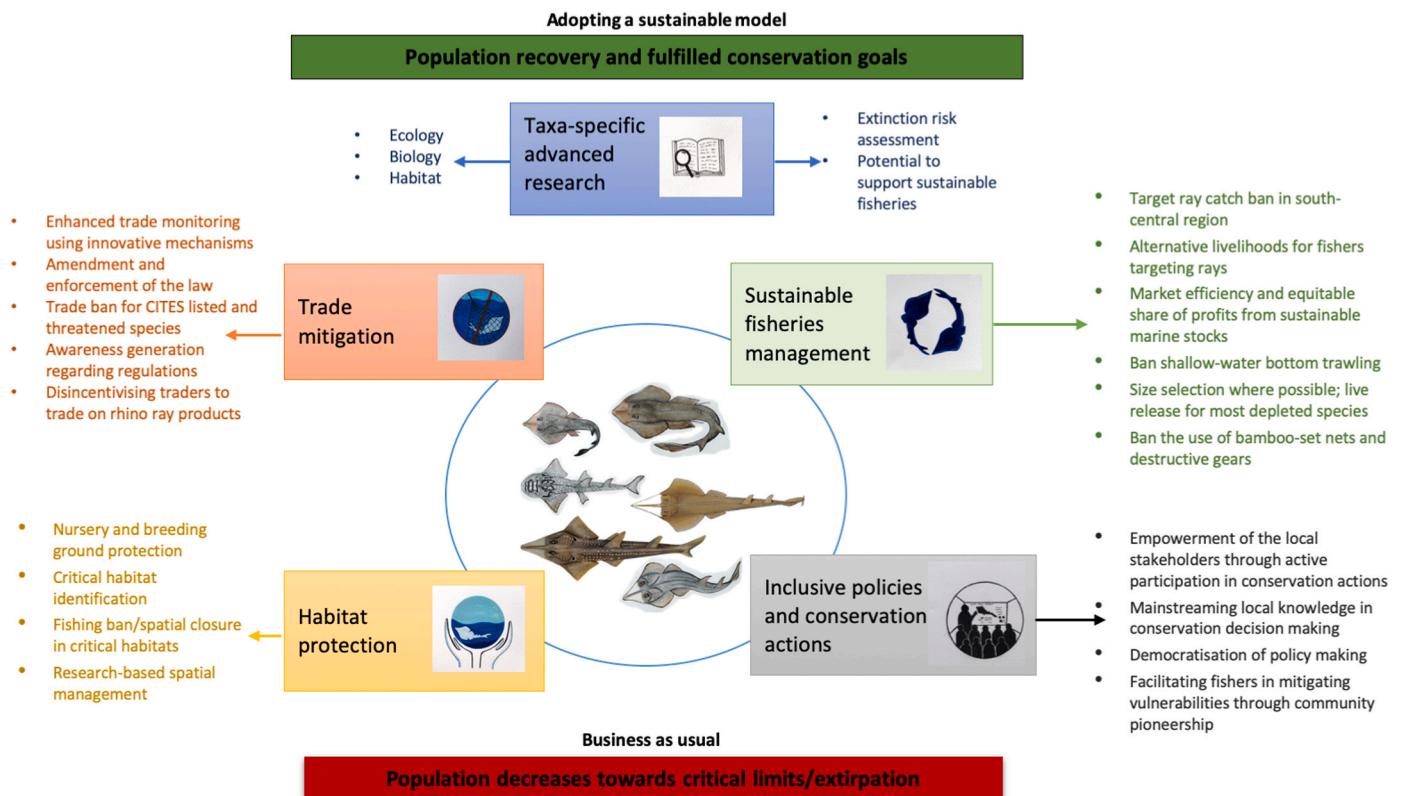 Adopting a sustainable model
Population recovery and fulfilled conservation goals
Taxa-specific
advanced
research
• Ecology
• Biology
• Habitat
• Extinction risk
assessment
• Potential to
support sustainable
fisheries
Trade
mitigation
• Enhanced trade monitoring
using innovative mechanisms
• Amendment and
enforcement of the law
• Trade ban for CITES listed and
threatened species
• Awareness generation
regarding regulations
• Disincentivising traders to
trade on rhino ray products
Sustainable
fisheries
management
• Target ray catch ban in south-
central region
• Alternative livelihoods for fishers
targeting rays
• Market efficiency and equitable
share of profits from sustainable
marine stocks
• Ban shallow-water bottom trawling
• Size selection where possible; live
release for most depleted species
• Ban the use of bamboo-set nets and
destructive gears
Habitat
protection
• Nursery and breeding
ground protection
• Critical habitat
identification
• Fishing ban/spatial closure
in critical habitats
• Research-based spatial
management
Inclusive policies
and conservation
actions
• Empowerment of the local
stakeholders through active
participation in conservation actions
• Mainstreaming local knowledge in
conservation decision making
• Democratisation of policy making
• Facilitating fishers in mitigating
vulnerabilities through community
pioneership
Business as usual
Population decreases towards critical limits/extirpation